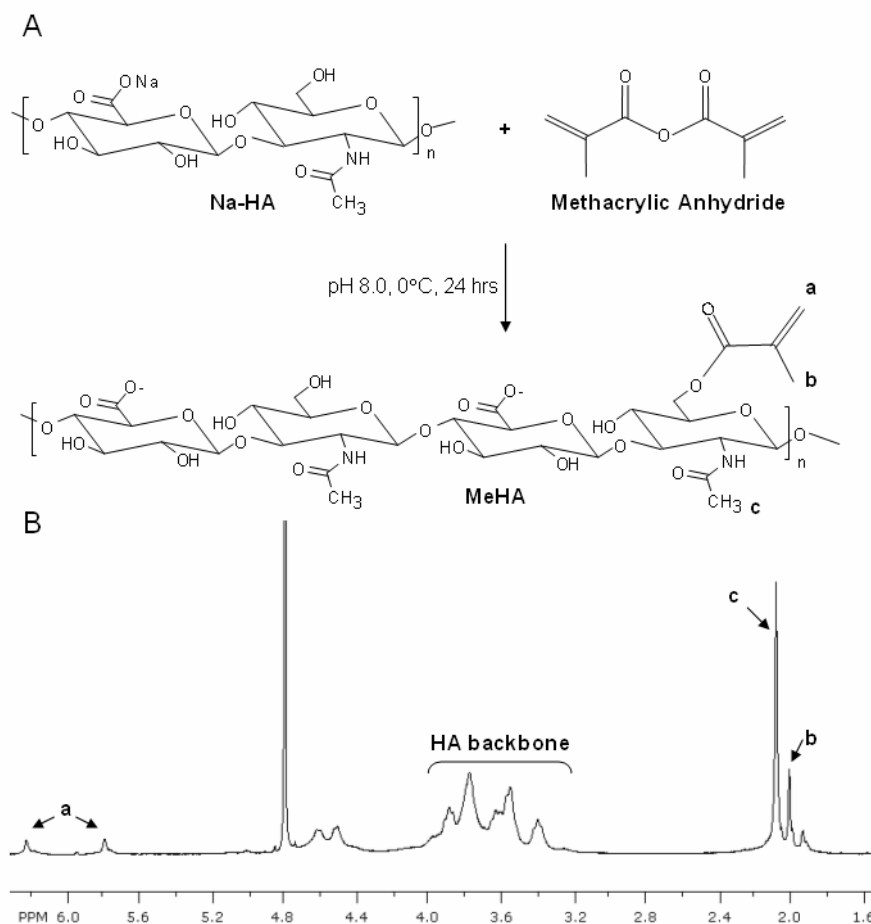 A
O Na
O
O
OH
O
HO
HO
OH
O
HO
O
NH
O
CH3
O
n
Na-HA
+
O
O
O
Methacrylic Anhydride
pH 8.0, 0°C, 24 hrs
a
O
b
O
O
O-
O
HO
OH
O
OH
HO
O
NH
O
CH3
O
O
O-
O
HO
OH
O
HO
O
NH
O
CH3
c
O
n
MeHA
B
c
HA backbone
b
a
PPM 6.0 5.6 5.2 4.8 4.4 4.0 3.6 3.2 2.8 2.4 2.0 1.6